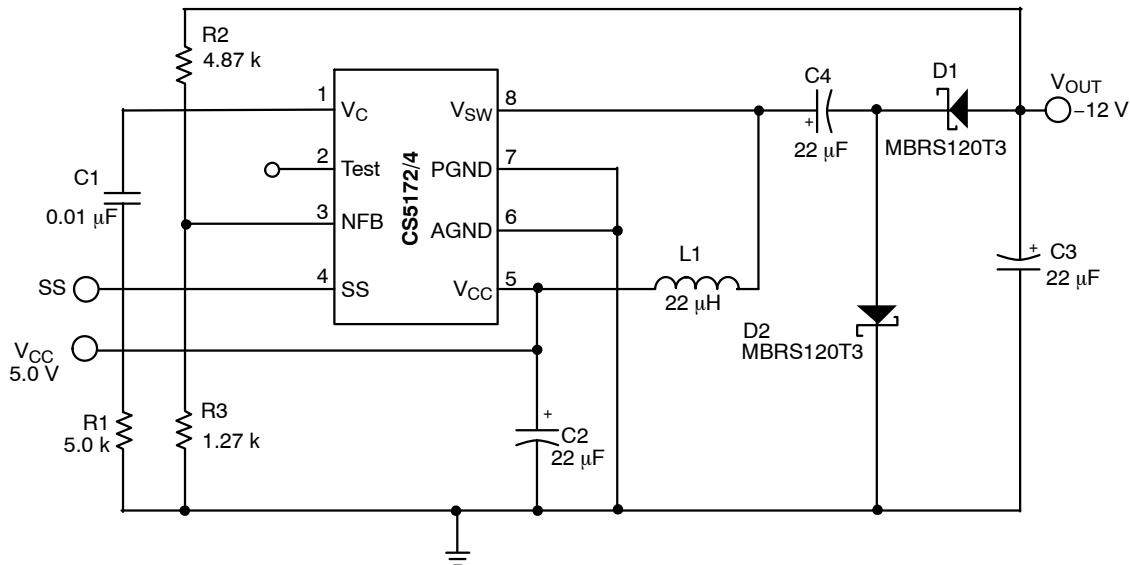 R2
4.87 k
1
V_C
2
Test
3
NFB
4
SS
CS5172/4
V_SW
8
PGND
7
AGND
6
V_CC
5
C1
0.01 μF
SS
V_CC
5.0 V
R1
5.0 k
R3
1.27 k
C2
22 μF
+
L1
22 μH
C4
+
22 μF
D1
MBRS120T3
V_OUT
−12 V
D2
MBRS120T3
+
C3
22 μF